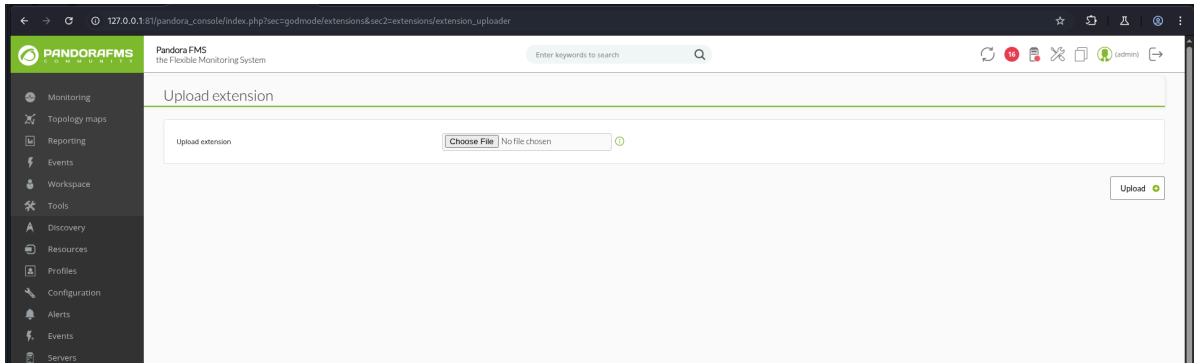 127.0.0.1:81/pandora_console/index.php?sec=godmode/extensions&sec2=extensions/extension_uploader
PANDORAFMS
COMMUNITY
Pandora FMS
the Flexible Monitoring System
Enter keywords to search
16
(admin)
Monitoring
Topology maps
Reporting
Events
Workspace
Tools
Discovery
Resources
Profiles
Configuration
Alerts
Events
Servers
Upload extension
Upload extension
Choose File No file chosen
Upload